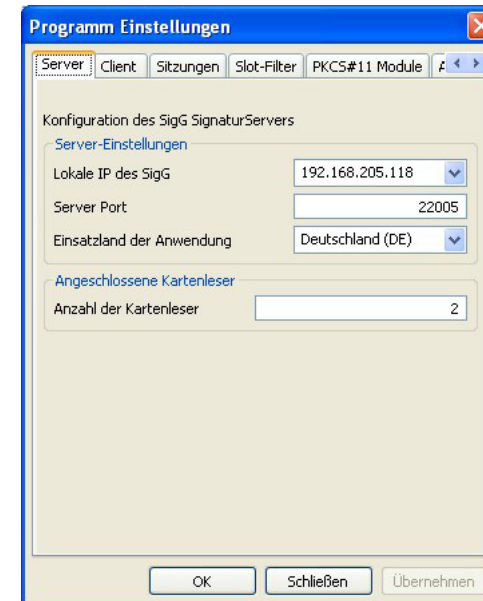 Programm Einstellungen
Server Client Sitzungen Slot-Filter PKCS#11 Module
Konfiguration des SigG SignaturServers
Server-Einstellungen
Lokale IP des SigG 192.168.205.118
Server Port 22005
Einsatzland der Anwendung Deutschland (DE)
Angeschlossene Kartenleser
Anzahl der Kartenleser 2
OK Schließen Übernehmen